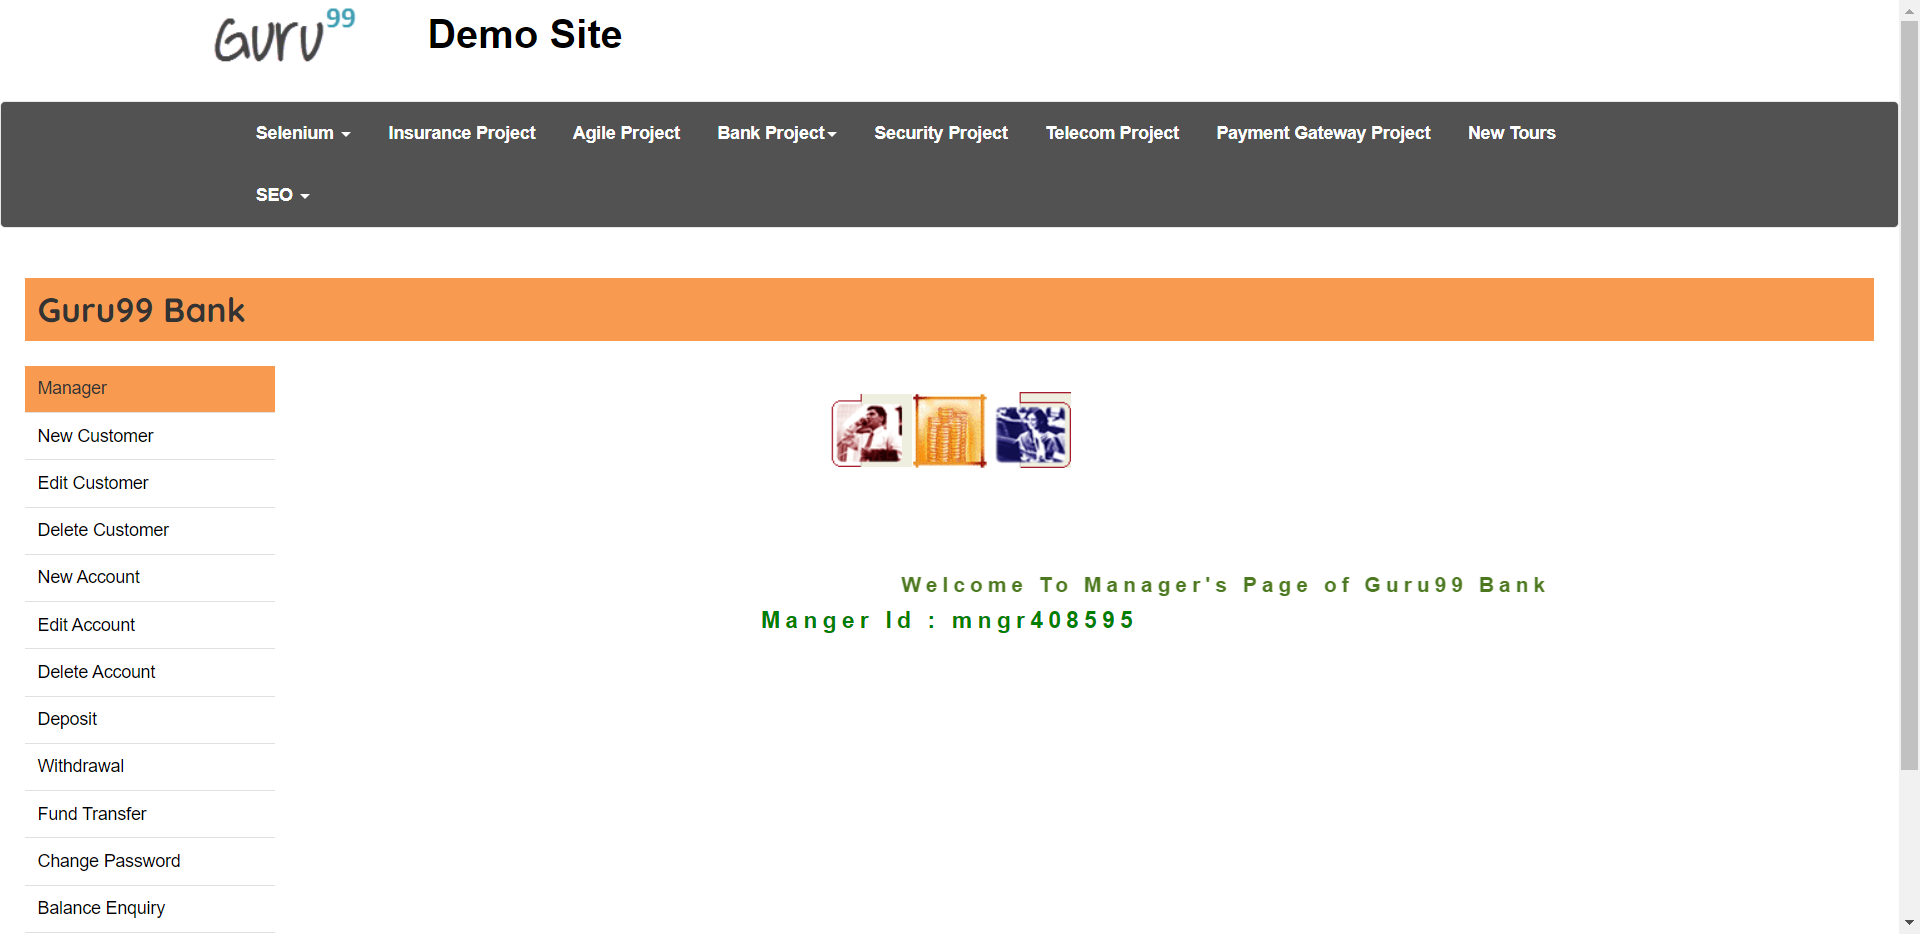 Guru99
Demo Site
Selenium Insurance Project Agile Project Bank Project Security Project Telecom Project Payment Gateway Project New Tours
SEO
Guru99 Bank
Manager
New Customer
Edit Customer
Delete Customer
New Account
Edit Account
Delete Account
Deposit
Withdrawal
Fund Transfer
Change Password
Balance Enquiry
Welcome To Manager's Page of Guru99 Bank
Manger Id : mngr408595